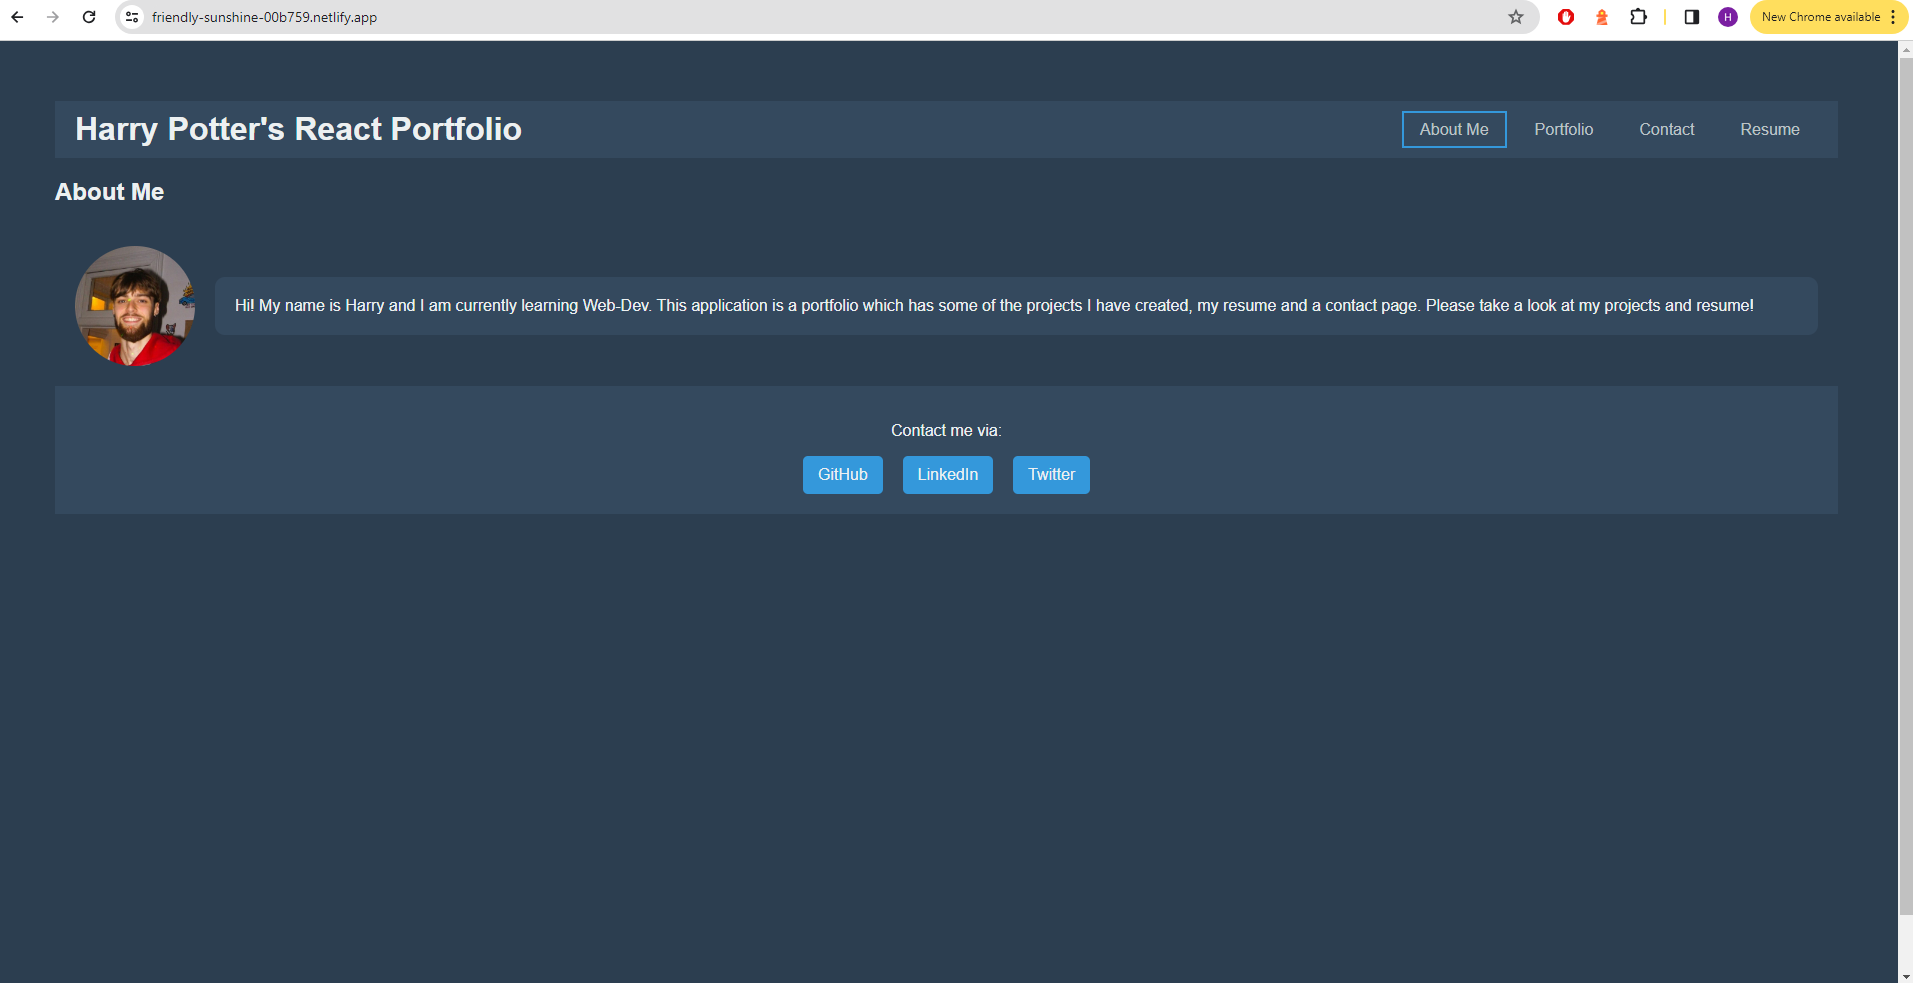 friendly-sunshine-00b759.netlify.app
H
New Chrome available
Harry Potter's React Portfolio
About Me
Portfolio
Contact
Resume
About Me
Hi! My name is Harry and I am currently learning Web-Dev. This application is a portfolio which has some of the projects I have created, my resume and a contact page. Please take a look at my projects and resume!
Contact me via:
GitHub
LinkedIn
Twitter